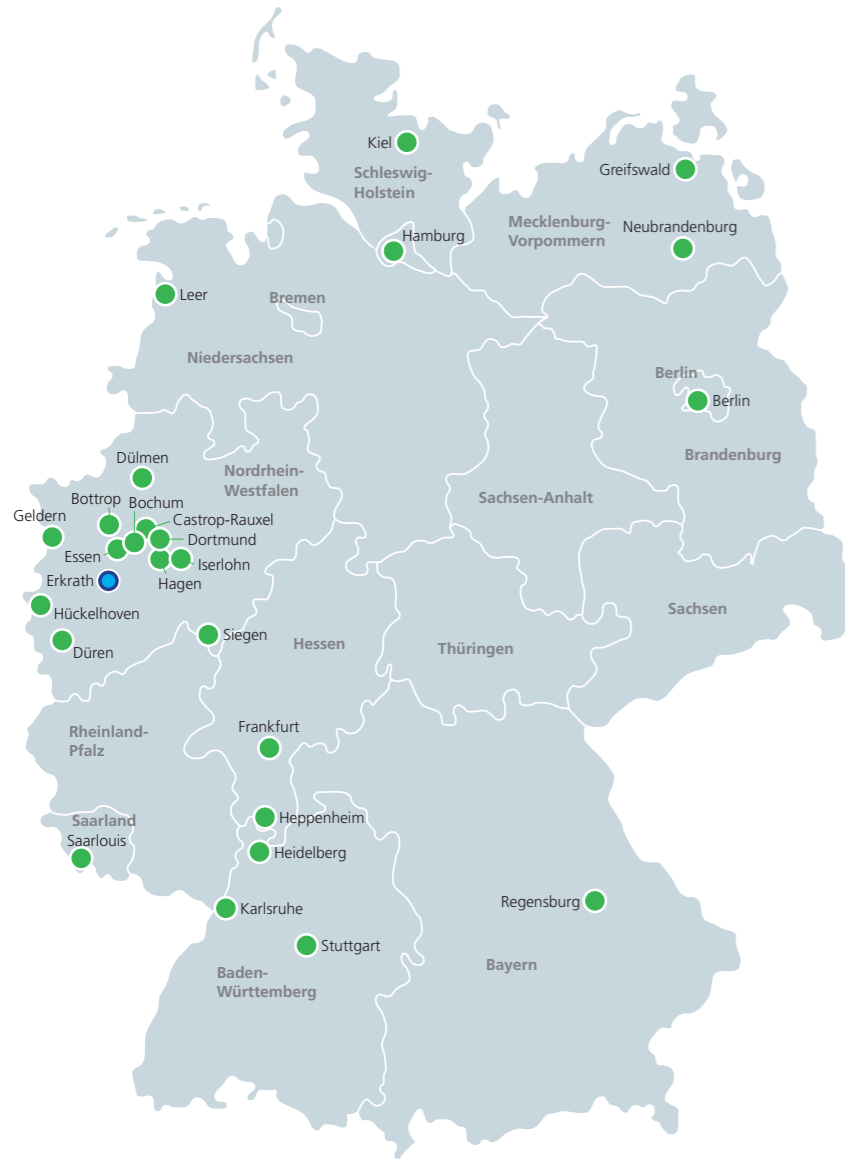 Kiel
Schleswig-
Holstein
Greifswald
Mecklenburg-
Vorpommern
Neubrandenburg
Hamburg
Leer
Bremen
Niedersachsen
Berlin
Berlin
Brandenburg
Sachsen-Anhalt
Nordrhein-
Westfalen
Dülmen
Bottrop
Bochum
Geldern
Castrop-Rauxel
Dortmund
Essen
Iserlohn
Erkrath
Hagen
Hückelhoven
Düren
Siegen
Hessen
Thüringen
Sachsen
Rheinland-
Pfalz
Frankfurt
Saarland
Saarlouis
Heppenheim
Heidelberg
Karlsruhe
Regensburg
Stuttgart
Bayern
Baden-
Württemberg